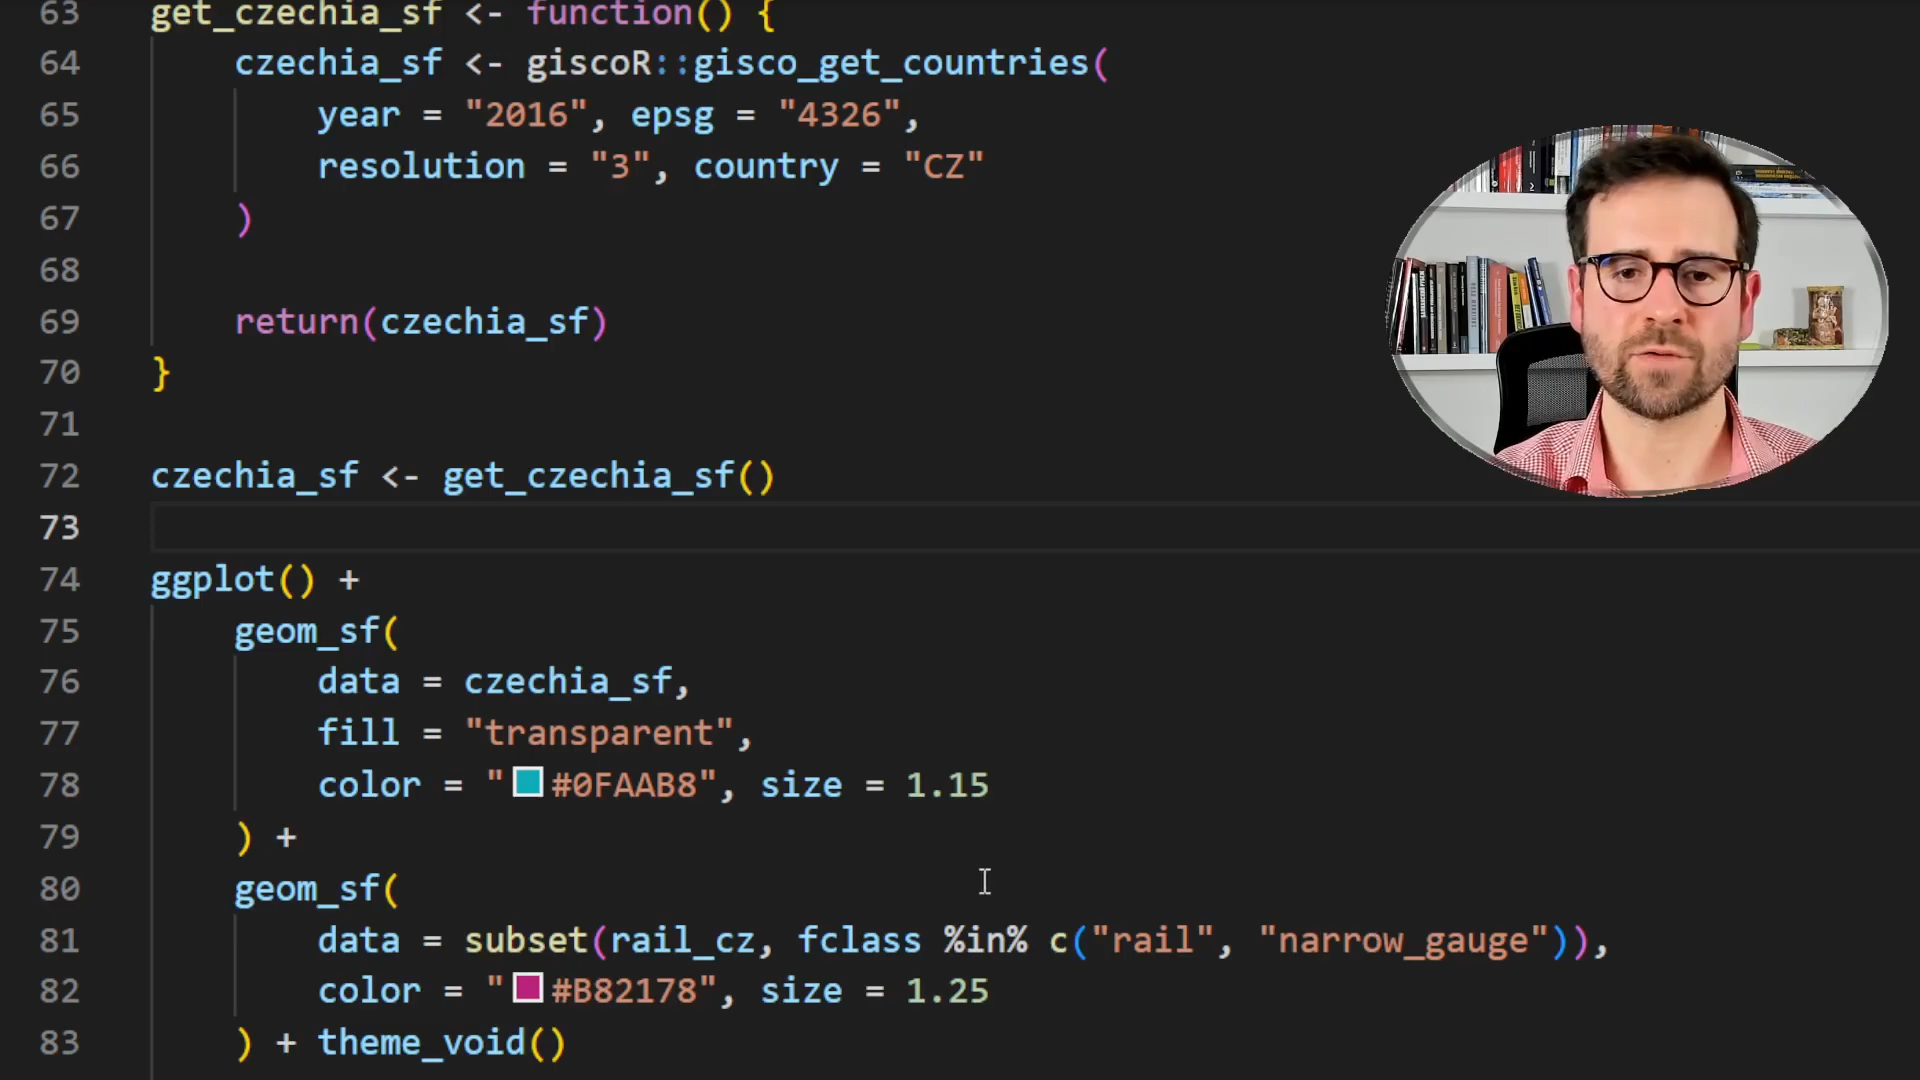 63 get_czechia_sf <- function() {
64 czechia_sf <- giscoR::gisco_get_countries(
65 year = "2016", epsg = "4326",
66 resolution = "3", country = "CZ"
67 )
68
69 return(czechia_sf)
70 }
71
72 czechia_sf <- get_czechia_sf()
73
74 ggplot() +
75 geom_sf(
76 data = czechia_sf,
77 fill = "transparent",
78 color = "#0FAAB8", size = 1.15
79 ) +
80 geom_sf(
81 data = subset(rail_cz, fclass %in% c("rail", "narrow_gauge")),
82 color = "#B82178", size = 1.25
83 ) + theme_void()